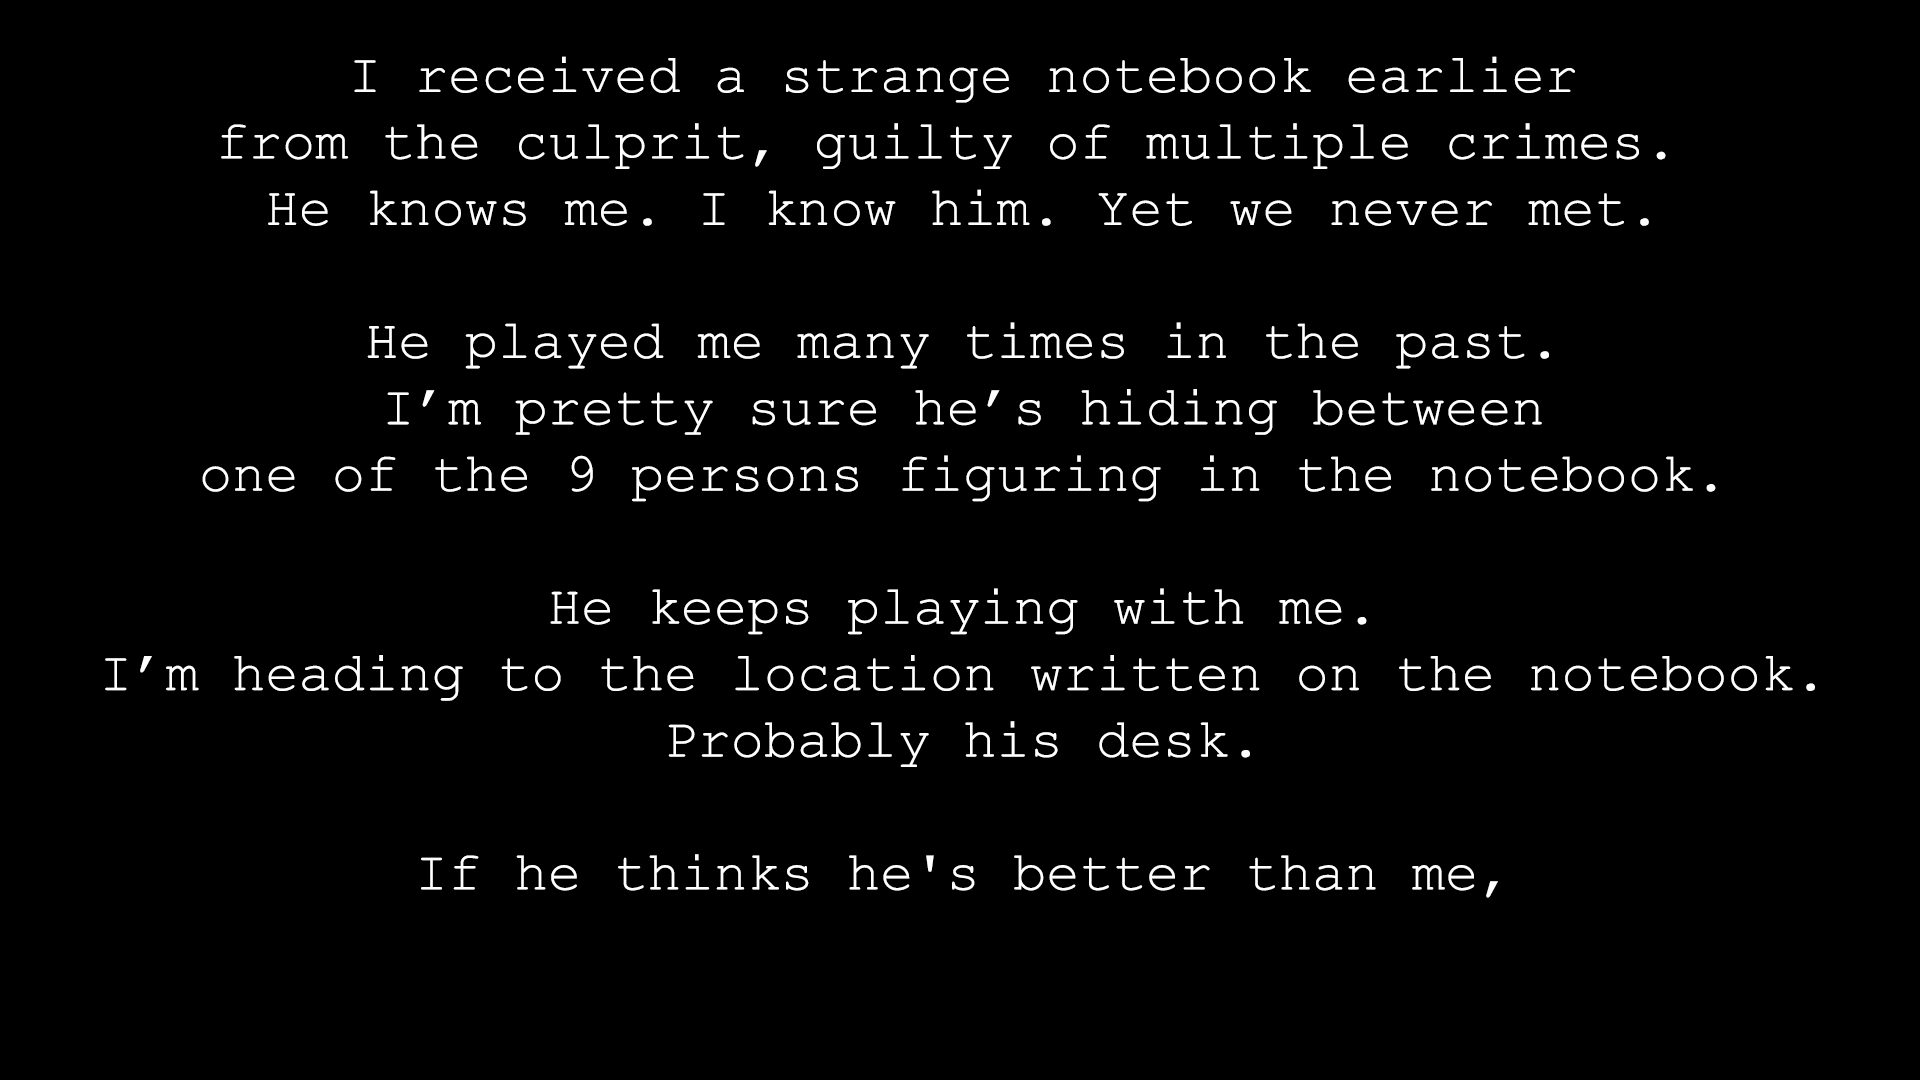 I received a strange notebook earlier
from the culprit, guilty of multiple crimes.
He knows me. I know him. Yet we never met.
He played me many times in the past.
I’m pretty sure he’s hiding between
one of the 9 persons figuring in the notebook.
He keeps playing with me.
I’m heading to the location written on the notebook.
Probably his desk.
If he thinks he's better than me,